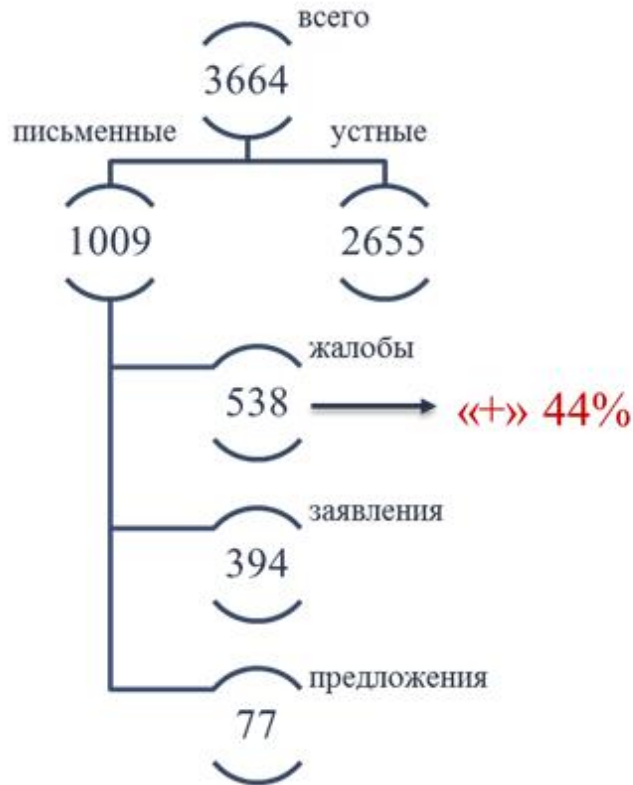 всего
3664
письменные
устные
1009
2655
жалобы
538
«+» 44%
заявления
394
предложения
77